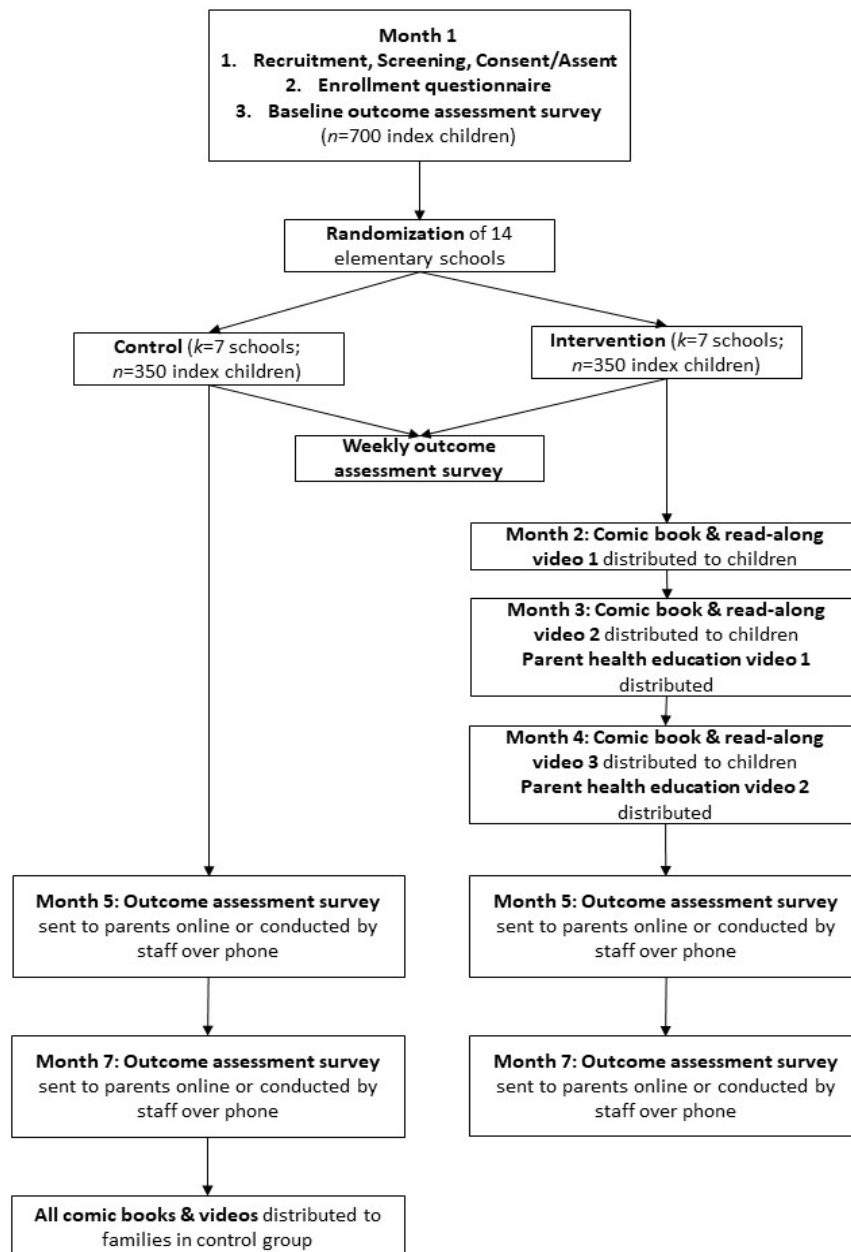 Month 1
1. Recruitment, Screening, Consent/Assent
2. Enrollment questionnaire
3. Baseline outcome assessment survey
(n=700 index children)
Randomization of 14
elementary schools
Control (k=7 schools;
n=350 index children)
Intervention (k=7 schools;
n=350 index children)
Weekly outcome
assessment survey
Month 2: Comic book & read-along
video 1 distributed to children
Month 3: Comic book & read-along
video 2 distributed to children
Parent health education video 1
distributed
Month 4: Comic book & read-along
video 3 distributed to children
Parent health education video 2
distributed
Month 5: Outcome assessment survey
sent to parents online or conducted by
staff over phone
Month 5: Outcome assessment survey
sent to parents online or conducted by
staff over phone
Month 7: Outcome assessment survey
sent to parents online or conducted by
staff over phone
Month 7: Outcome assessment survey
sent to parents online or conducted by
staff over phone
All comic books & videos distributed to
families in control group